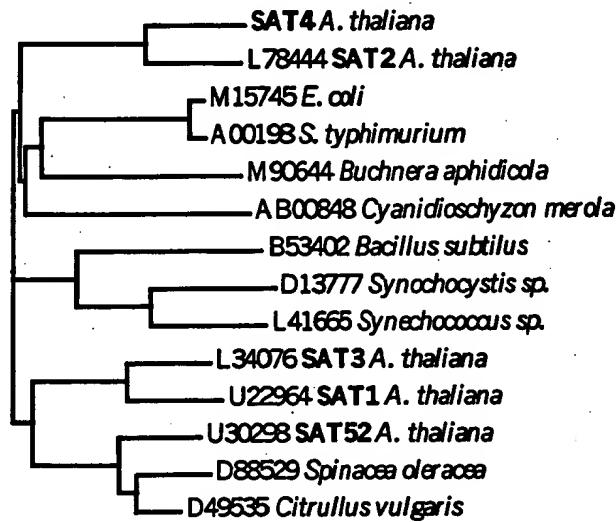 SAT4 A. thaliana
L78444 SAT2 A. thaliana
M15745 E. coli
A00198 S. typhimurium
M90644 Buchnera aphidicola
AB00848 Cyanidioschyzon merola
B53402 Bacillus subtilus
D13777 Synochocystis sp.
L41665 Synechococcus sp.
L34076 SAT3 A. thaliana
U22964 SAT1 A. thaliana
U30298 SAT52 A. thaliana
D88529 Spinacea oleracea
D49535 Citrullus vulgaris